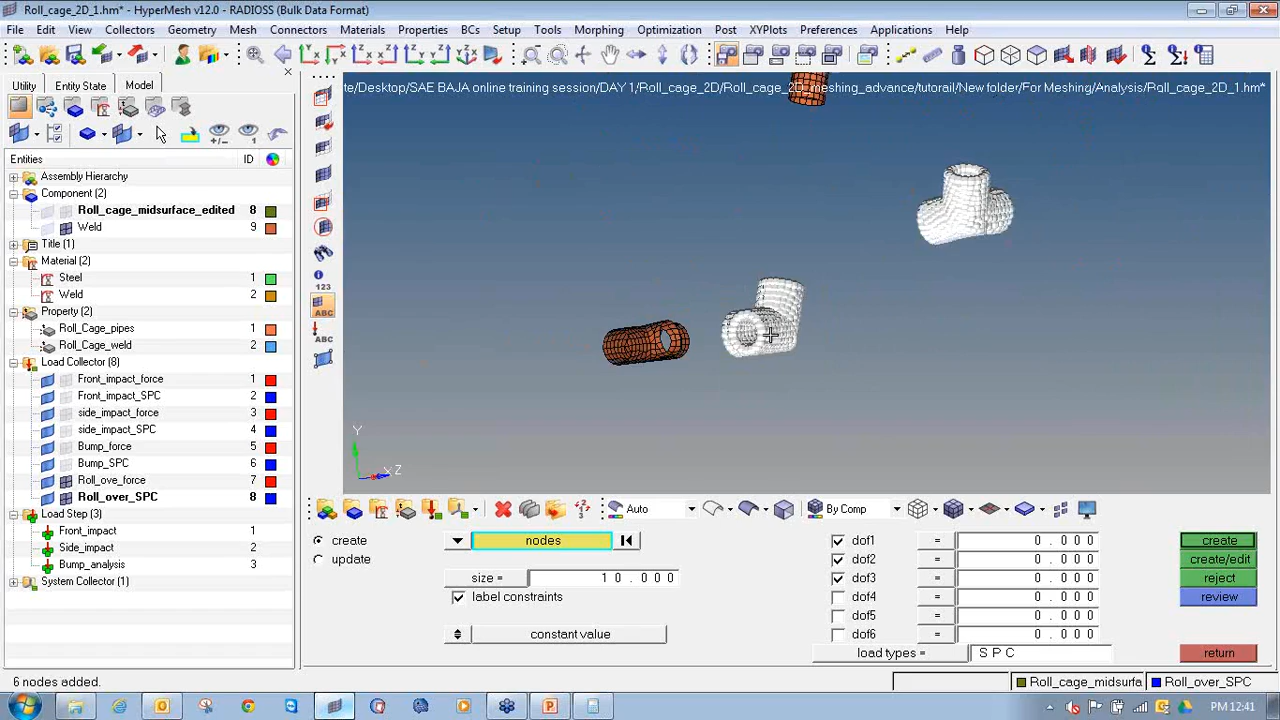 Roll_cage_2D_1.hm* - HyperMesh v12.0 - RADIOSS (Bulk Data Format)
File Edit View Collectors Geometry Mesh Connectors Materials Properties BCs Setup Tools Morphing Optimization Post XYPlots Preferences Applications Help
Utility Entity State Model
te/Desktop/SAE BAJA online training session/DAY 1/Roll_cage_2D/Roll_cage_2D_meshing_advance/tutorail/New folder/For Meshing/Analysis/Roll_cage_2D_1.hm*
Entities ID
Assembly Hierarchy
Component (2)
Roll_cage_midsurface_edited 8
Weld 9
Title (1)
Material (2)
Steel 1
Weld 2
Property (2)
Roll_Cage_pipes 1
Roll_Cage_weld 2
Load Collector (8)
Front_impact_force 1
Front_impact_SPC 2
side_impact_force 3
side_impact_SPC 4
Bump_force 5
Bump_SPC 6
Roll_ove_force 7
Roll_over_SPC 8
Load Step (3)
Front_impact 1
Side_impact 2
Bump_analysis 3
System Collector (1)
123
ABC
ABC
Y
X Z
Auto By Comp
create nodes dof1 = 0.000 create
update dof2 = 0.000 create/edit
size = 10.000 dof3 = 0.000 reject
label constraints dof4 = 0.000 review
dof5 = 0.000
constant value dof6 = 0.000
load types = SPC return
6 nodes added. Roll_cage_midsurfa Roll_over_SPC
PM 12:41